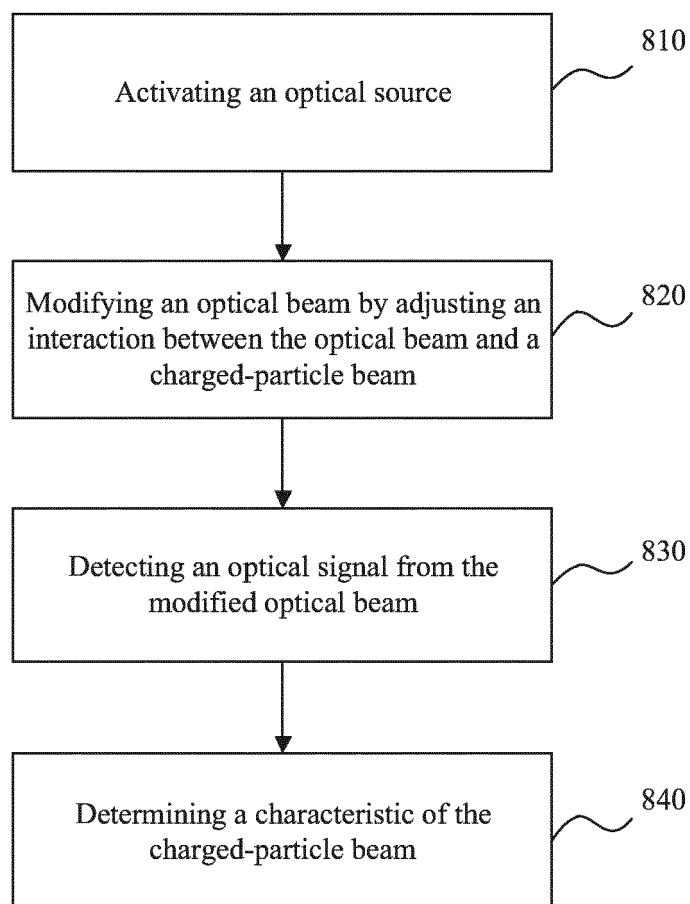 810
Activating an optical source
820
Modifying an optical beam by adjusting an
interaction between the optical beam and a
charged-particle beam
830
Detecting an optical signal from the
modified optical beam
840
Determining a characteristic of the
charged-particle beam